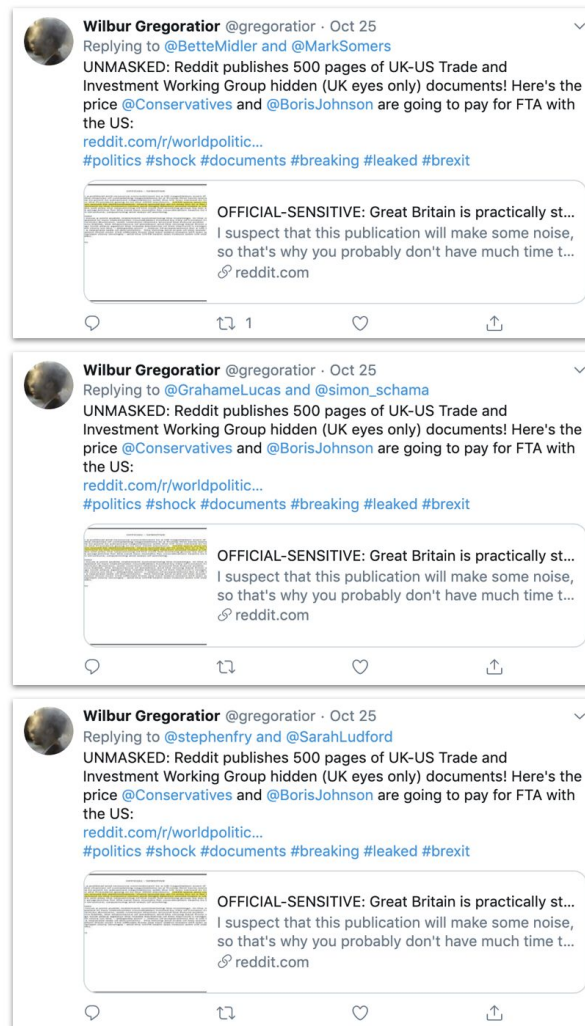 Wilbur Gregoratior @gregoratior · Oct 25
Replying to @BetteMidler and @MarkSomers
UNMASKED: Reddit publishes 500 pages of UK-US Trade and
Investment Working Group hidden (UK eyes only) documents! Here's the
price @Conservatives and @BorisJohnson are going to pay for FTA with
the US:
reddit.com/r/worldpolitic...
#politics #shock #documents #breaking #leaked #brexit
OFFICIAL-SENSITIVE: Great Britain is practically st...
I suspect that this publication will make some noise,
so that's why you probably don't have much time t...
reddit.com
1
Wilbur Gregoratior @gregoratior · Oct 25
Replying to @GrahameLucas and @simon_schama
UNMASKED: Reddit publishes 500 pages of UK-US Trade and
Investment Working Group hidden (UK eyes only) documents! Here's the
price @Conservatives and @BorisJohnson are going to pay for FTA with
the US:
reddit.com/r/worldpolitic...
#politics #shock #documents #breaking #leaked #brexit
OFFICIAL-SENSITIVE: Great Britain is practically st...
I suspect that this publication will make some noise,
so that's why you probably don't have much time t...
reddit.com
Wilbur Gregoratior @gregoratior · Oct 25
Replying to @stephenfry and @SarahLudford
UNMASKED: Reddit publishes 500 pages of UK-US Trade and
Investment Working Group hidden (UK eyes only) documents! Here's the
price @Conservatives and @BorisJohnson are going to pay for FTA with
the US:
reddit.com/r/worldpolitic...
#politics #shock #documents #breaking #leaked #brexit
OFFICIAL-SENSITIVE: Great Britain is practically st...
I suspect that this publication will make some noise,
so that's why you probably don't have much time t...
reddit.com